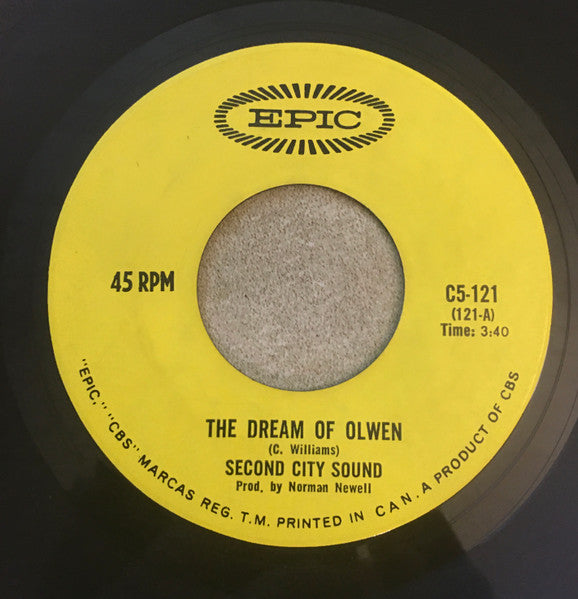 EPIC
45 RPM
C5-121
(121-A)
Time: 3:40
THE DREAM OF OLWEN
(C. Williams)
SECOND CITY SOUND
Prod. by Norman Newell
"EPIC," "CBS" MARCAS REG. T.M. PRINTED IN CAN. A PRODUCT OF CBS